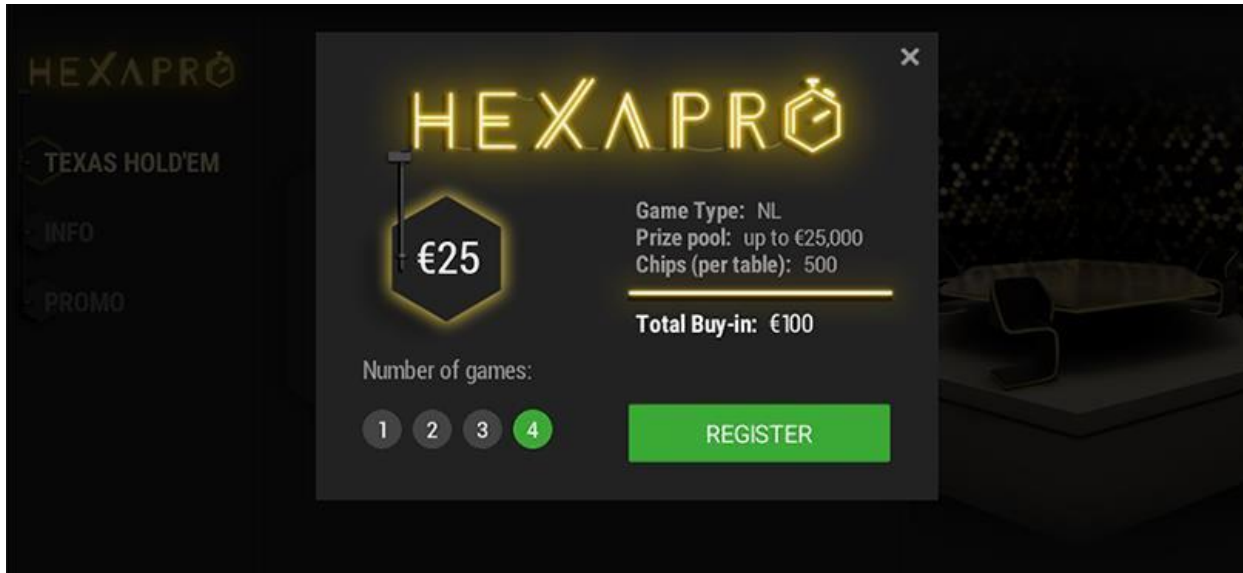 HEXAPRO
TEXAS HOLD'EM
INFO
PROMO
×
HEXAPRO
€25
Game Type: NL
Prize pool: up to €25,000
Chips (per table): 500
Total Buy-in: €100
Number of games:
1 2 3 4
REGISTER